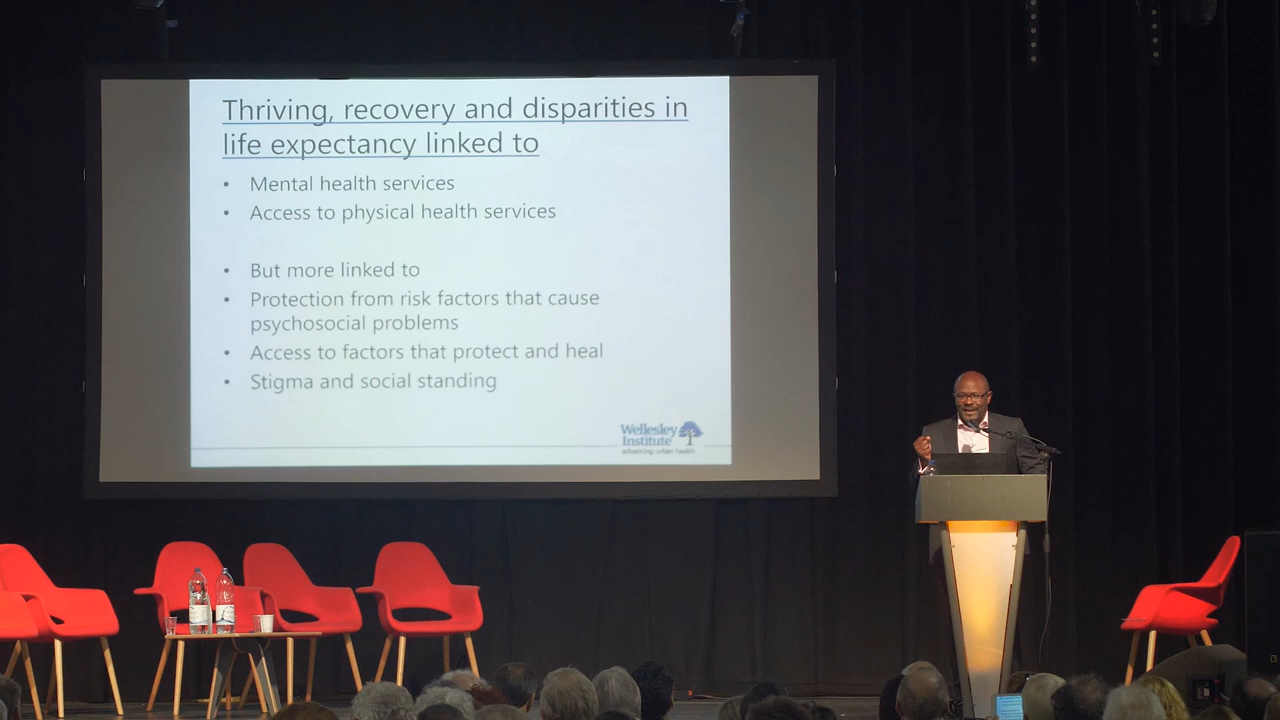 Thriving, recovery and disparities in
life expectancy linked to
• Mental health services
• Access to physical health services
• But more linked to
• Protection from risk factors that cause
psychosocial problems
• Access to factors that protect and heal
• Stigma and social standing
Wellesley
Institute
advancing urban health